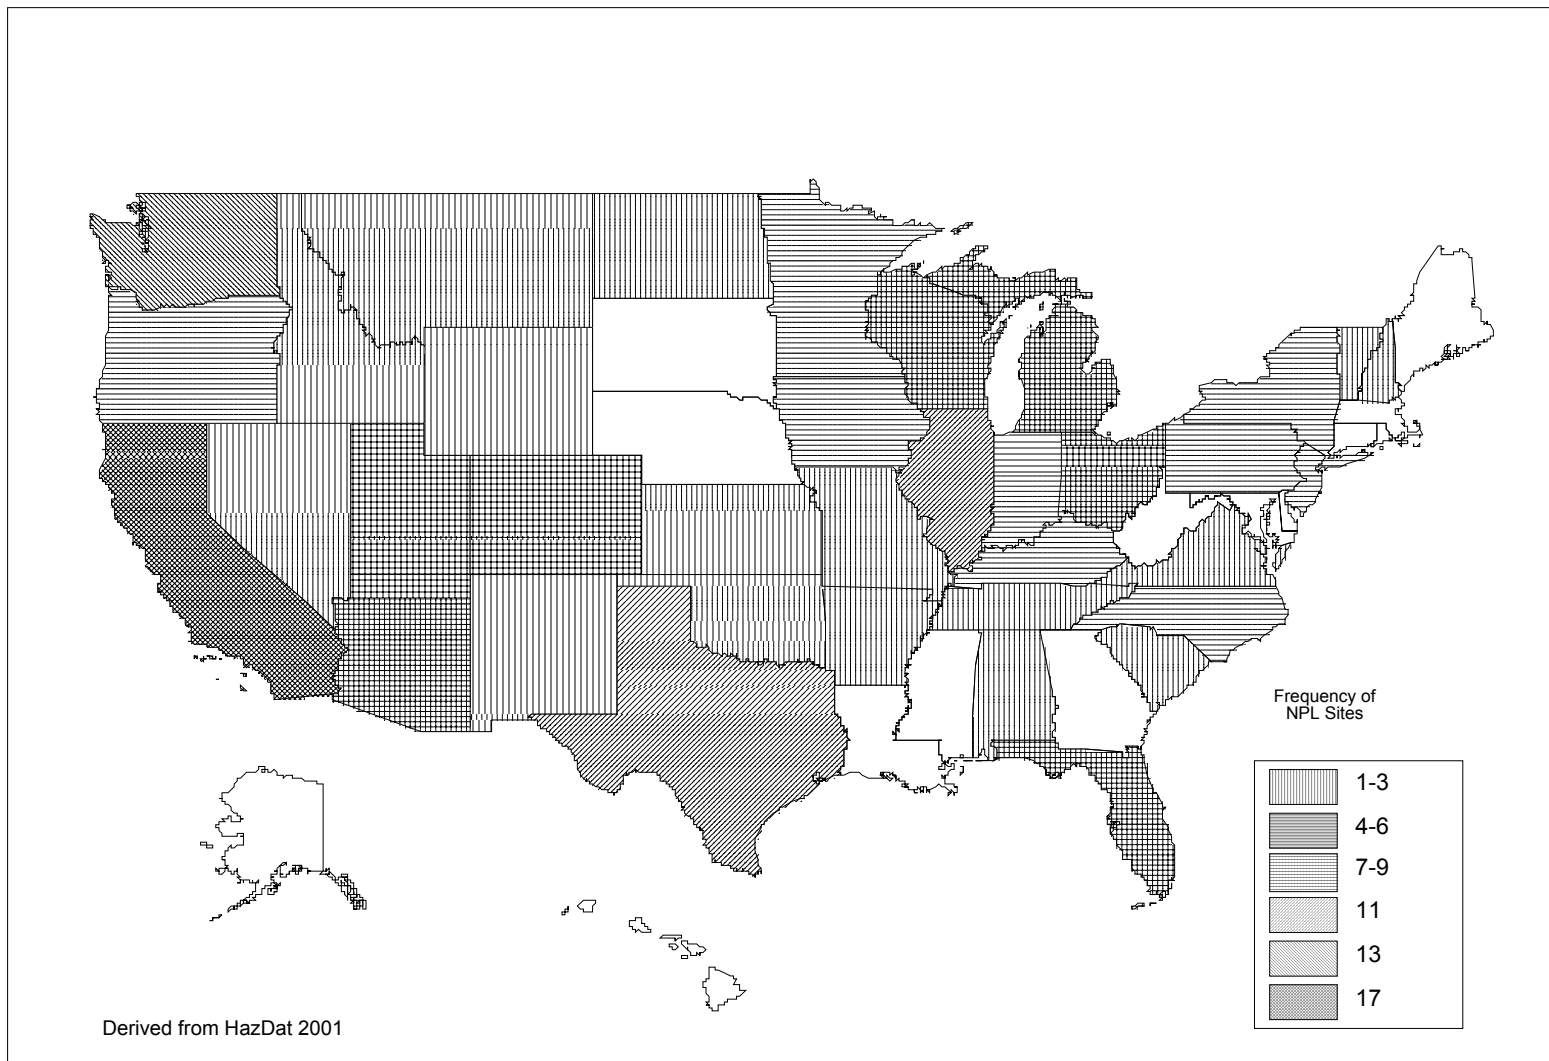 Frequency of
NPL Sites
1-3
4-6
7-9
11
13
17
Derived from HazDat 2001